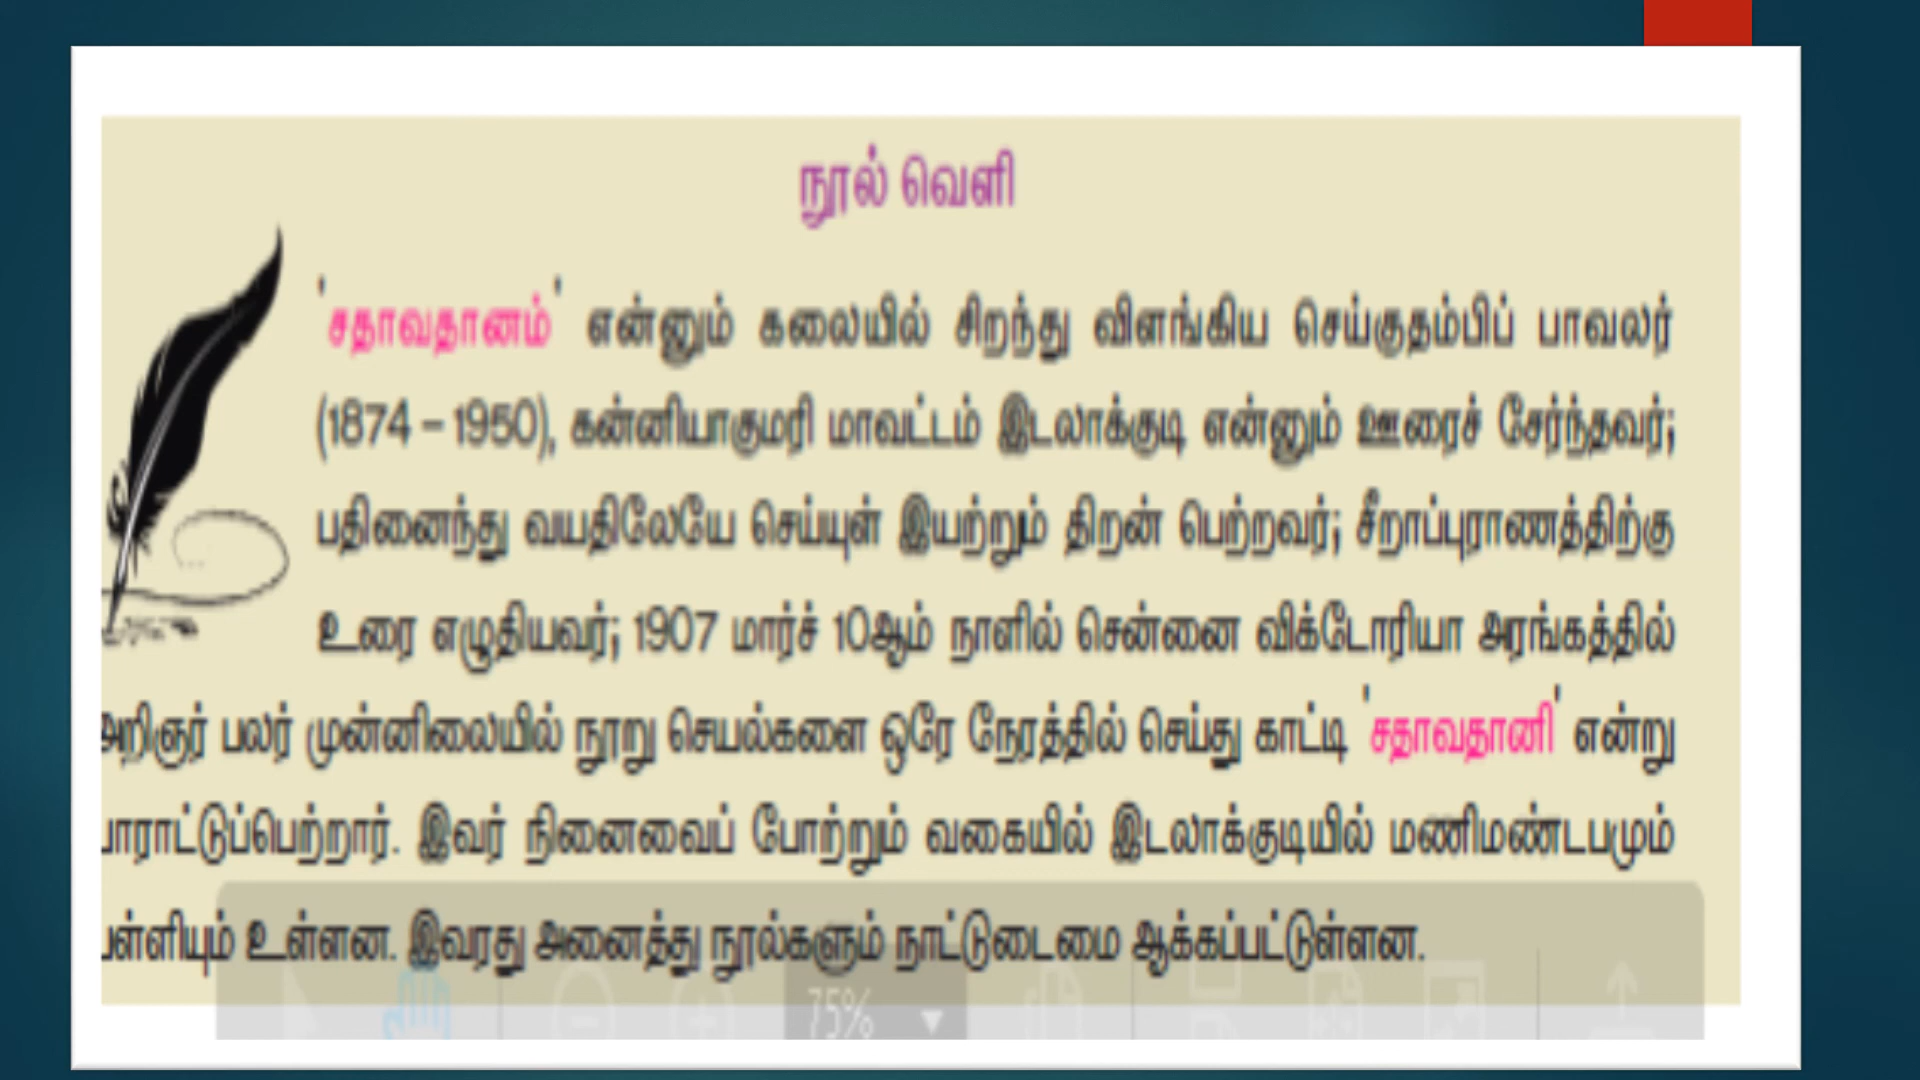 நூல் வெளி
'சதாவதானம்' என்னும் கலையில் சிறந்து விளங்கிய செய்குதம்பிப் பாவலர்
(1874 – 1950), கன்னியாகுமரி மாவட்டம் இடலாக்குடி என்னும் ஊரைச் சேர்ந்தவர்;
பதினைந்து வயதிலேயே செய்யுள் இயற்றும் திறன் பெற்றவர்; சீறாப்புராணத்திற்கு
உரை எழுதியவர்; 1907 மார்ச் 10ஆம் நாளில் சென்னை விக்டோரியா அரங்கத்தில்
அறிஞர் பலர் முன்னிலையில் நூறு செயல்களை ஒரே நேரத்தில் செய்து காட்டி 'சதாவதானி' என்று
பாராட்டுப்பெற்றார். இவர் நினைவைப் போற்றும் வகையில் இடலாக்குடியில் மணிமண்டபமும்
பள்ளியும் உள்ளன. இவரது அனைத்து நூல்களும் நாட்டுடைமை ஆக்கப்பட்டுள்ளன.
75%